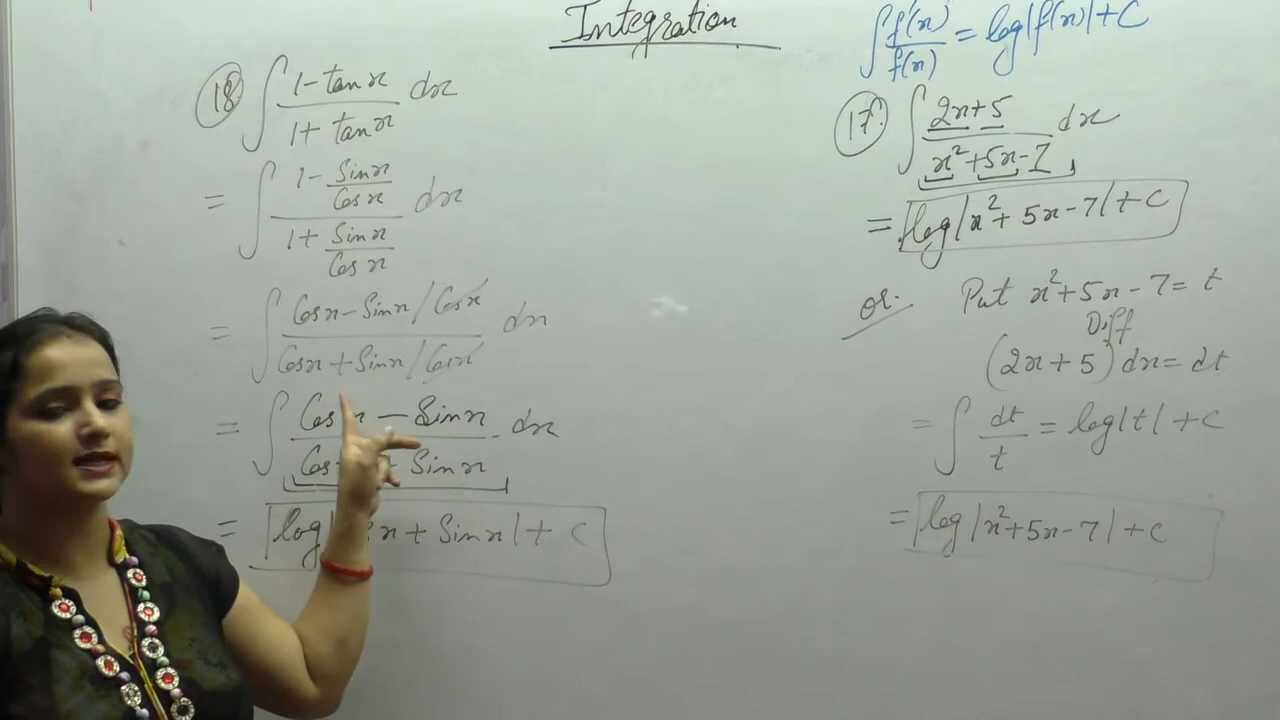 Integration
(18) ∫ (1 - tan x)/(1 + tan x) dx
= ∫ (1 - Sin x/Cos x)/(1 + Sin x/Cos x) dx
= ∫ (Cos x - Sin x / Cos x)/(Cos x + Sin x / Cos x) dx
= ∫ (Cos x - Sin x)/(Cos + Sin x) dx
= log| x + Sin x| + C
∫ f'(x)/f(x) = log|f(x)| + C
(17) ∫ (2x + 5)/(x² + 5x - 7) dx
= log|x² + 5x - 7| + C
or. Put x² + 5x - 7 = t
Diff
(2x + 5) dx = dt
= ∫ dt/t = log|t| + C
= log|x² + 5x - 7| + C